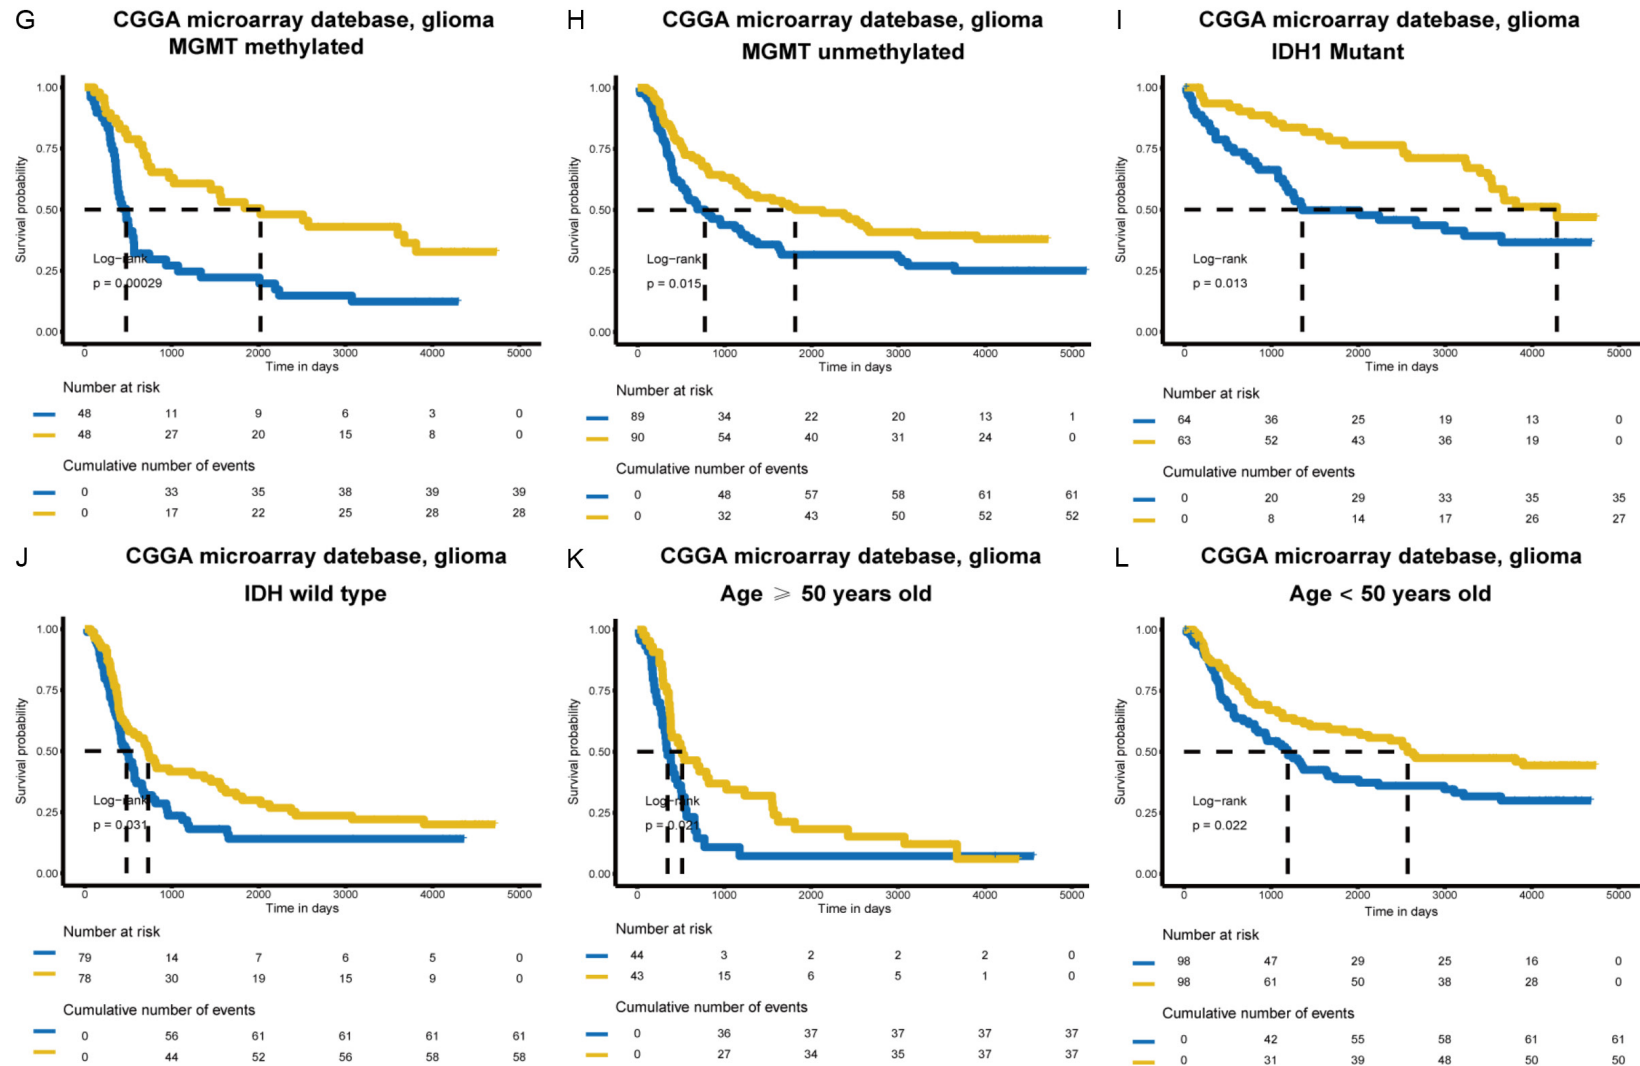 G
CGGA microarray datebase, glioma
MGMT methylated
Survival probability
1.00
0.75
0.50
0.25
0.00
Log-rank
p = 0.00029
0 1000 2000 3000 4000 5000
Time in days
Number at risk
48 11 9 6 3 0
48 27 20 15 8 0
Cumulative number of events
0 33 35 38 39 39
0 17 22 25 28 28
H
CGGA microarray datebase, glioma
MGMT unmethylated
Survival probability
1.00
0.75
0.50
0.25
0.00
Log-rank
p = 0.015
0 1000 2000 3000 4000 5000
Time in days
Number at risk
89 34 22 20 13 1
90 54 40 31 24 0
Cumulative number of events
0 48 57 58 61 61
0 32 43 50 52 52
I
CGGA microarray datebase, glioma
IDH1 Mutant
Survival probability
1.00
0.75
0.50
0.25
0.00
Log-rank
p = 0.013
0 1000 2000 3000 4000 5000
Time in days
Number at risk
64 36 25 19 13 0
63 52 43 36 19 0
Cumulative number of events
0 20 29 33 35 35
0 8 14 17 26 27
J
CGGA microarray datebase, glioma
IDH wild type
Survival probability
1.00
0.75
0.50
0.25
0.00
Log-rank
p = 0.031
0 1000 2000 3000 4000 5000
Time in days
Number at risk
79 14 7 6 5 0
78 30 19 15 9 0
Cumulative number of events
0 56 61 61 61 61
0 44 52 56 58 58
K
CGGA microarray datebase, glioma
Age ⩾ 50 years old
Survival probability
1.00
0.75
0.50
0.25
0.00
Log-rank
p = 0.021
0 1000 2000 3000 4000 5000
Time in days
Number at risk
44 3 2 2 2 0
43 15 6 5 1 0
Cumulative number of events
0 36 37 37 37 37
0 27 34 35 37 37
L
CGGA microarray datebase, glioma
Age < 50 years old
Survival probability
1.00
0.75
0.50
0.25
0.00
Log-rank
p = 0.022
0 1000 2000 3000 4000 5000
Time in days
Number at risk
98 47 29 25 16 0
98 61 50 38 28 0
Cumulative number of events
0 42 55 58 61 61
0 31 39 48 50 50